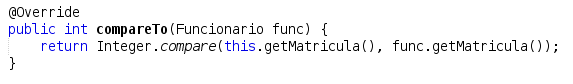 @Override
public int compareTo(Funcionario func) {
    return Integer.compare(this.getMatricula(), func.getMatricula());
}